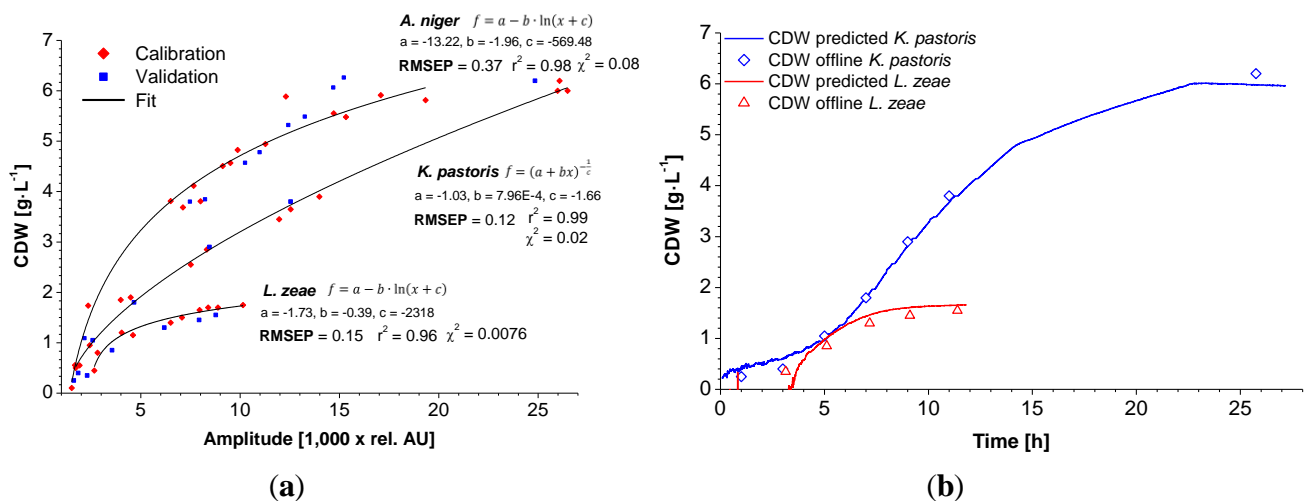 A. niger f = a − b · ln(x + c)
a = -13.22, b = -1.96, c = -569.48
RMSEP = 0.37 r² = 0.98 χ² = 0.08
Calibration
Validation
Fit
K. pastoris f = (a + bx)^(-1/c)
a = -1.03, b = 7.96E-4, c = -1.66
RMSEP = 0.12 r² = 0.99
χ² = 0.02
L. zeae f = a − b · ln(x + c)
a = -1.73, b = -0.39, c = -2318
RMSEP = 0.15 r² = 0.96 χ² = 0.0076
CDW [g·L⁻¹]
7
6
5
4
3
2
1
0
5 10 15 20 25
Amplitude [1,000 x rel. AU]
(a)
CDW predicted K. pastoris
CDW offline K. pastoris
CDW predicted L. zeae
CDW offline L. zeae
CDW [g·L⁻¹]
7
6
5
4
3
2
1
0
0 5 10 15 20 25
Time [h]
(b)